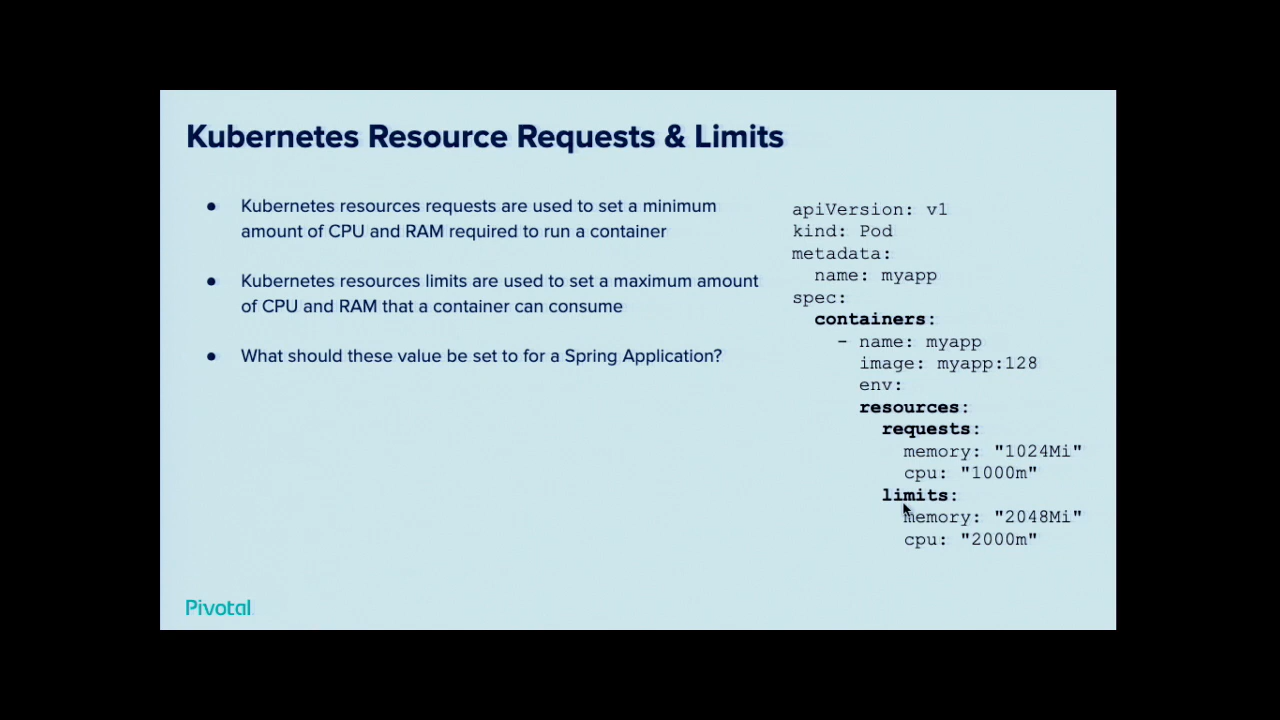 Kubernetes Resource Requests & Limits
● Kubernetes resources requests are used to set a minimum
amount of CPU and RAM required to run a container
● Kubernetes resources limits are used to set a maximum amount
of CPU and RAM that a container can consume
● What should these value be set to for a Spring Application?
apiVersion: v1
kind: Pod
metadata:
  name: myapp
spec:
  containers:
    - name: myapp
      image: myapp:128
      env:
      resources:
        requests:
          memory: "1024Mi"
          cpu: "1000m"
        limits:
          memory: "2048Mi"
          cpu: "2000m"
Pivotal